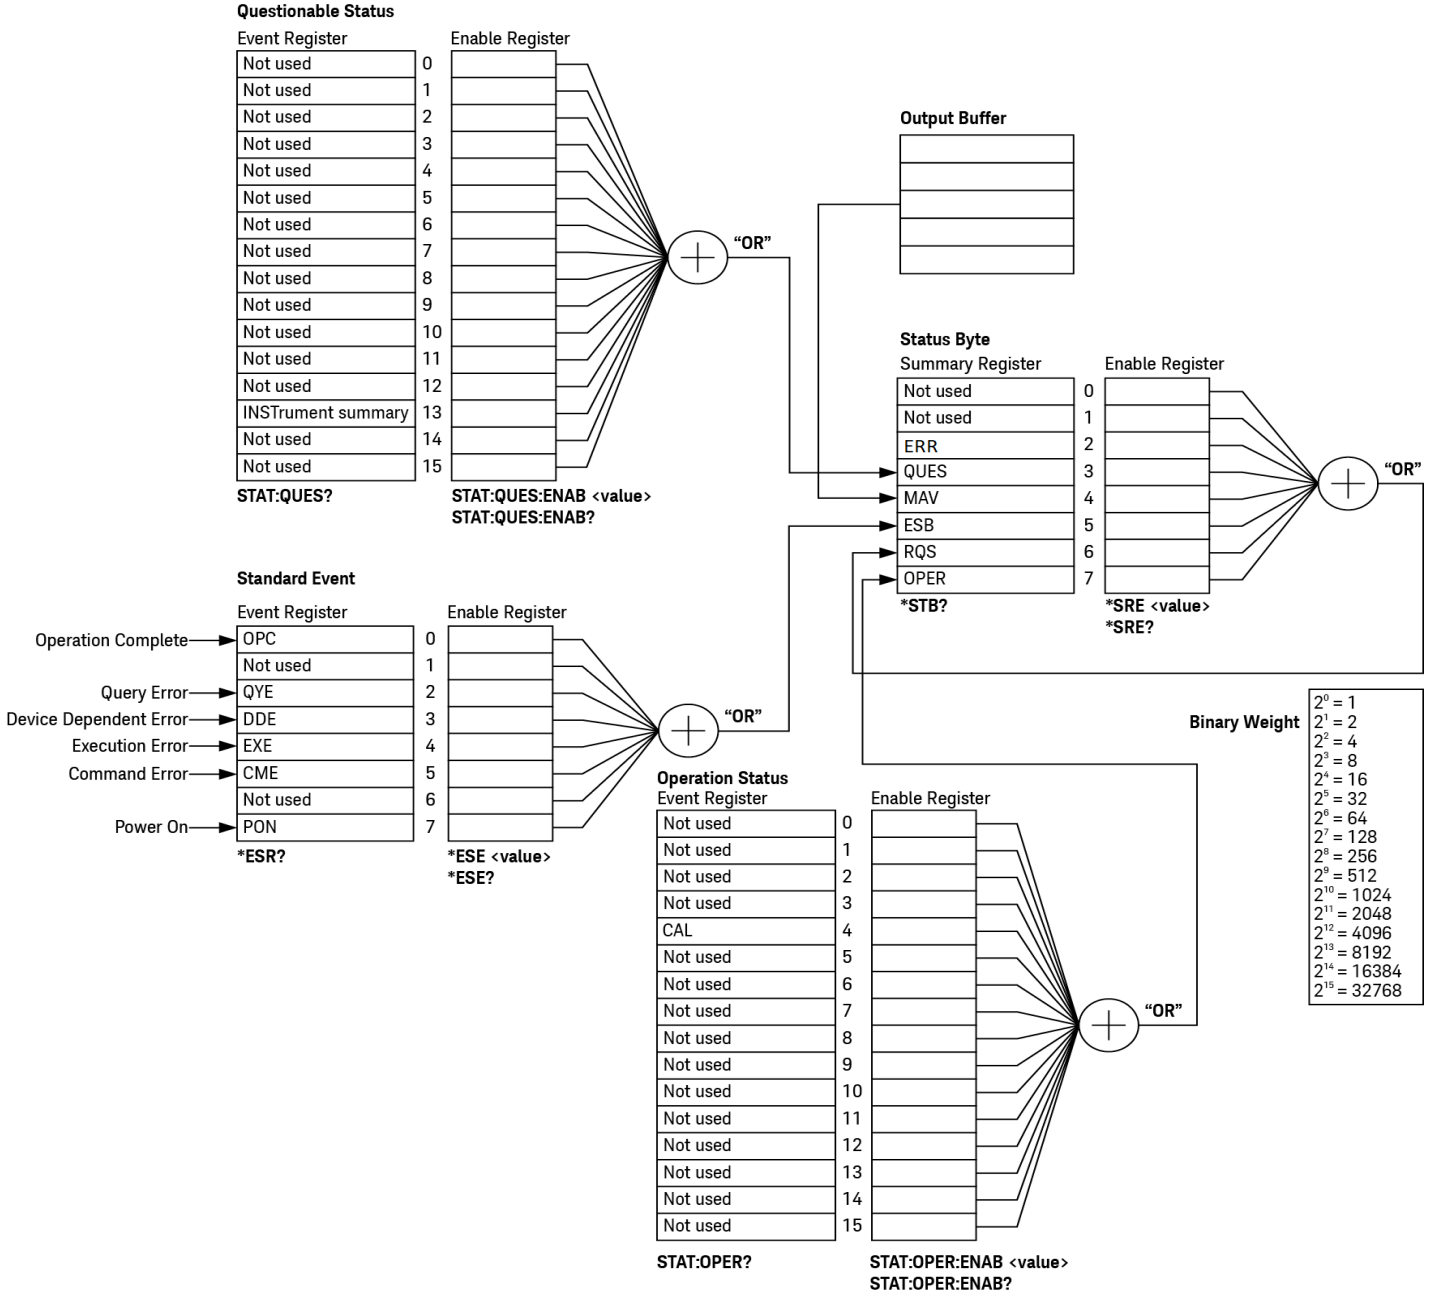 Questionable Status
Event Register Enable Register
Not used 0
Not used 1
Not used 2
Not used 3
Not used 4
Not used 5
Not used 6
Not used 7
Not used 8
Not used 9
Not used 10
Not used 11
Not used 12
INSTrument summary 13
Not used 14
Not used 15
STAT:QUES? STAT:QUES:ENAB <value>
STAT:QUES:ENAB?
“OR”
Output Buffer
Status Byte
Summary Register Enable Register
Not used 0
Not used 1
ERR 2
QUES 3
MAV 4
ESB 5
RQS 6
OPER 7
*STB? *SRE <value>
*SRE?
“OR”
Standard Event
Event Register Enable Register
Operation Complete OPC 0
Not used 1
Query Error QYE 2
Device Dependent Error DDE 3
Execution Error EXE 4
Command Error CME 5
Not used 6
Power On PON 7
*ESR? *ESE <value>
*ESE?
“OR”
Binary Weight
2⁰ = 1
2¹ = 2
2² = 4
2³ = 8
2⁴ = 16
2⁵ = 32
2⁶ = 64
2⁷ = 128
2⁸ = 256
2⁹ = 512
2¹⁰ = 1024
2¹¹ = 2048
2¹² = 4096
2¹³ = 8192
2¹⁴ = 16384
2¹⁵ = 32768
Operation Status
Event Register Enable Register
Not used 0
Not used 1
Not used 2
Not used 3
CAL 4
Not used 5
Not used 6
Not used 7
Not used 8
Not used 9
Not used 10
Not used 11
Not used 12
Not used 13
Not used 14
Not used 15
“OR”
STAT:OPER? STAT:OPER:ENAB <value>
STAT:OPER:ENAB?